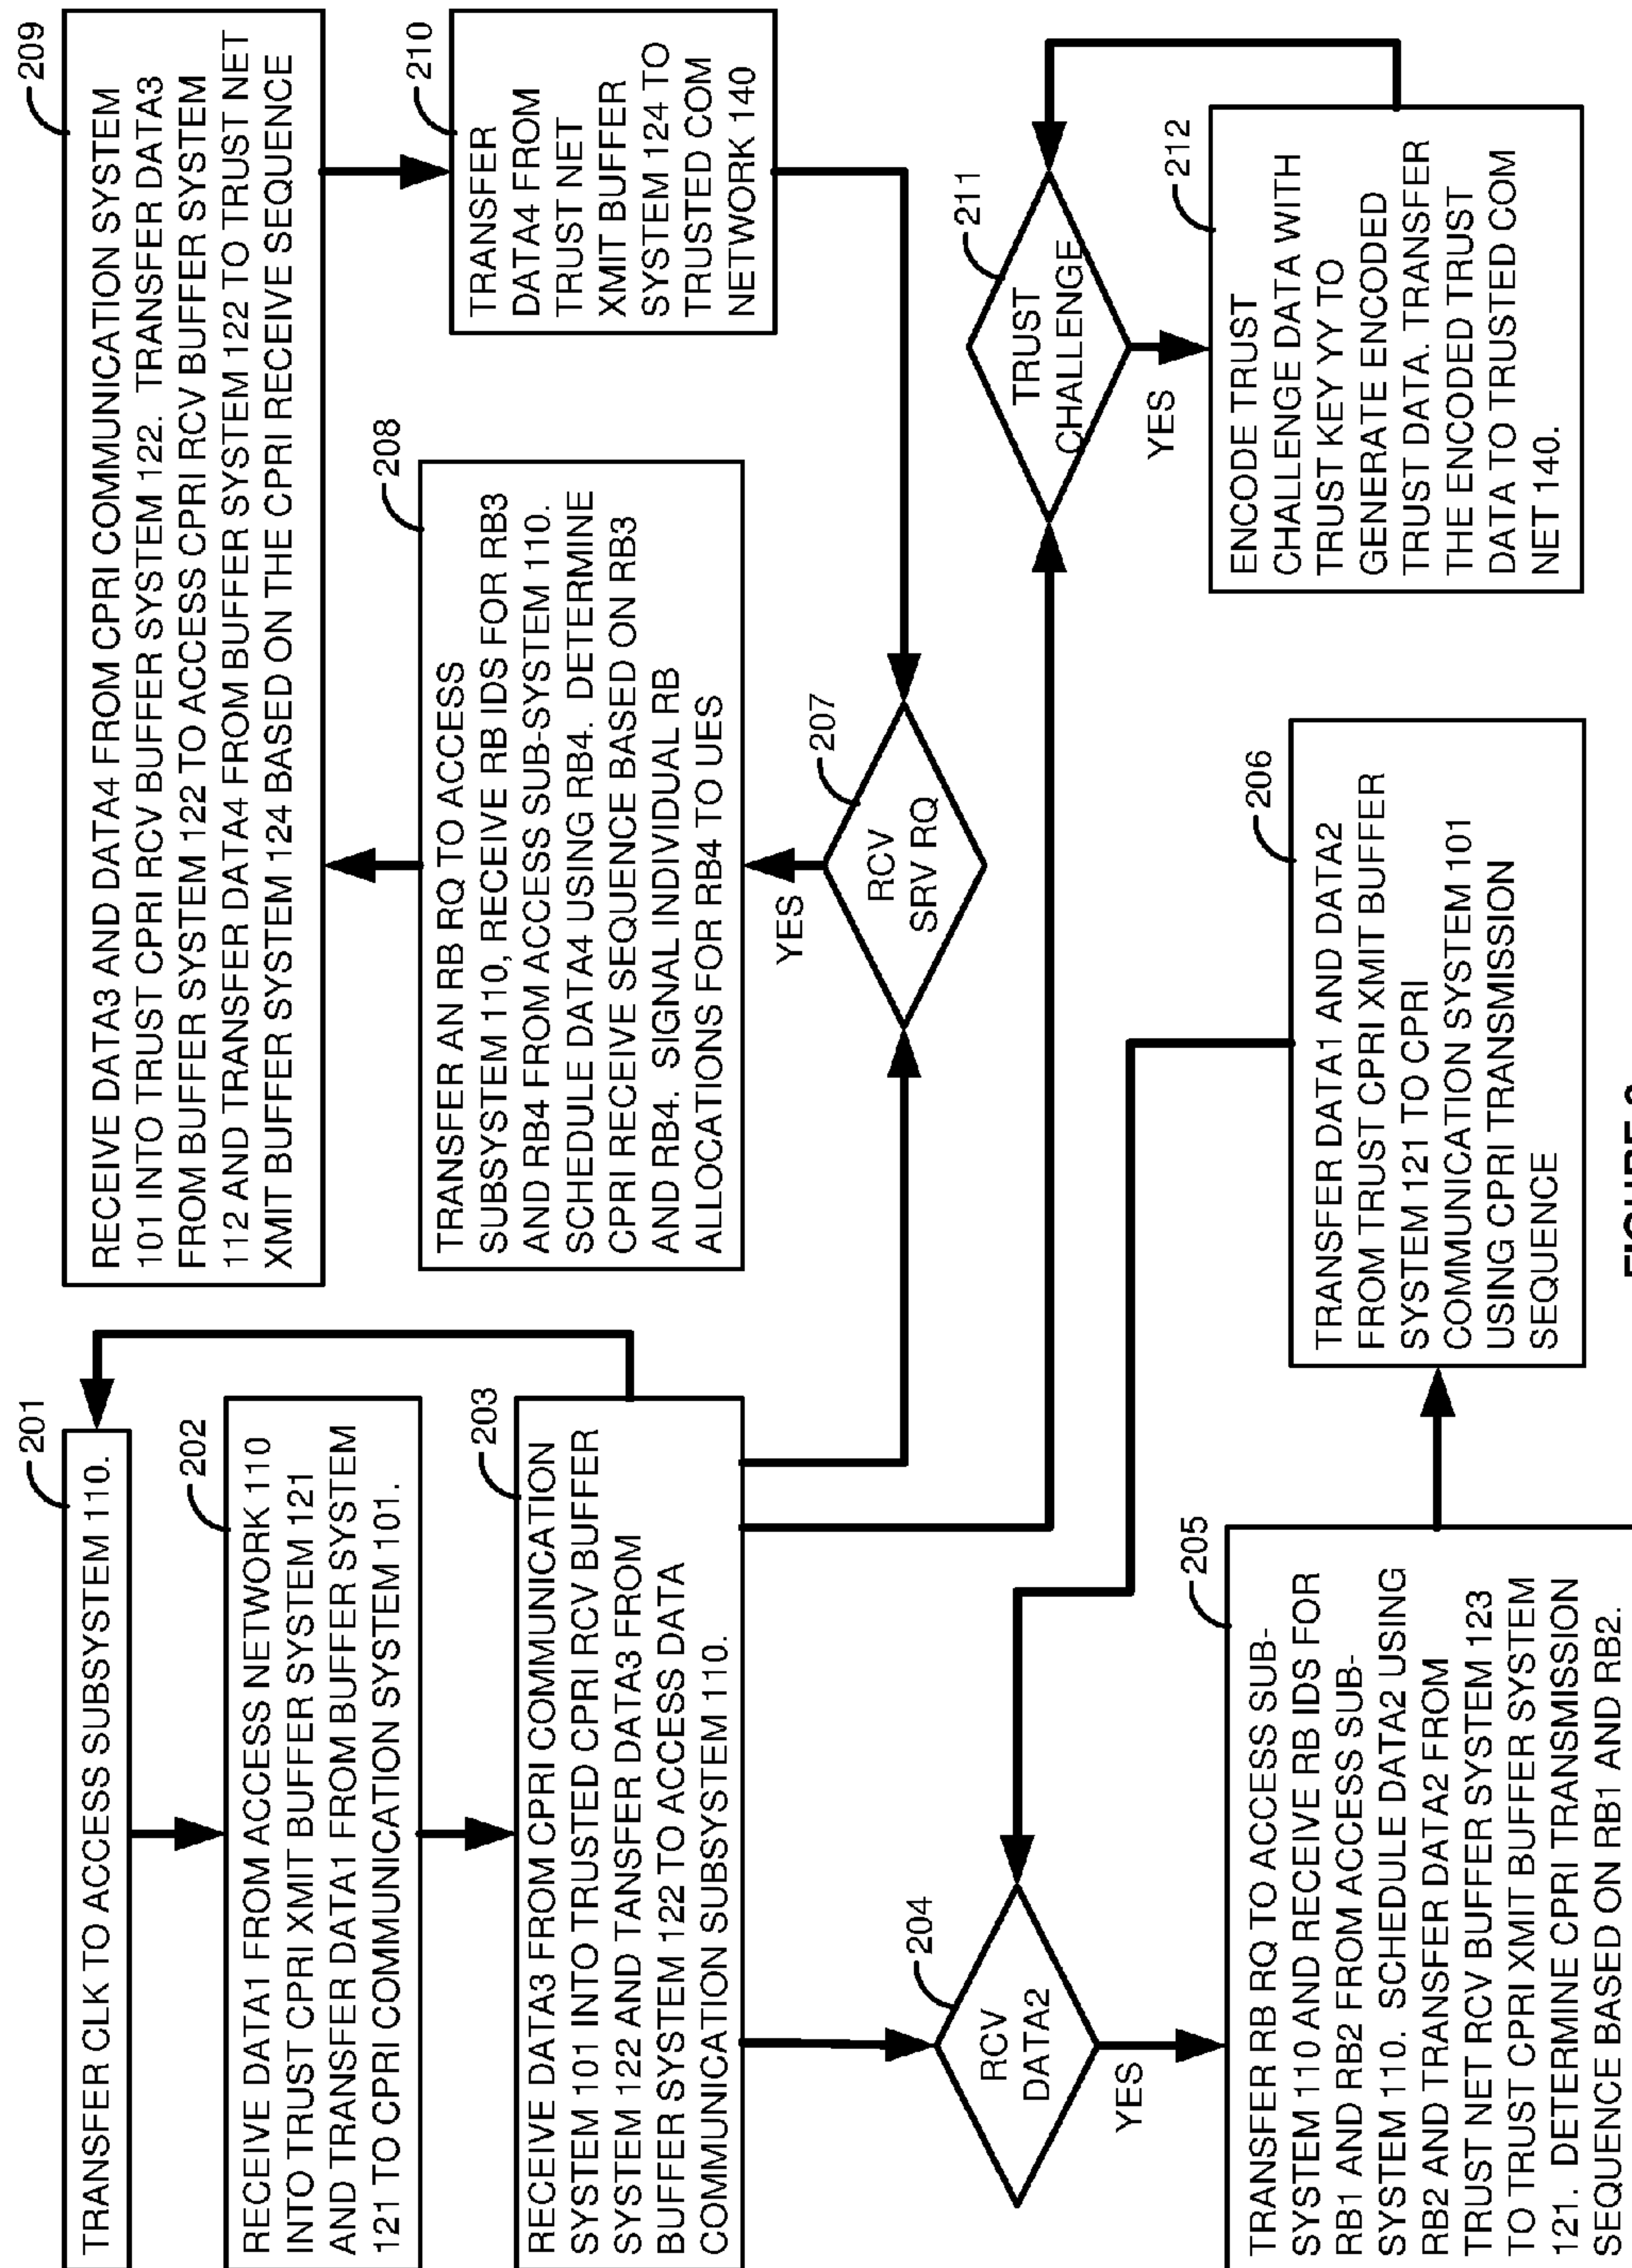 201
TRANSFER CLK TO ACCESS SUBSYSTEM 110.
202
RECEIVE DATA1 FROM ACCESS NETWORK 110
INTO TRUST CPRI XMIT BUFFER SYSTEM 121
AND TRANSFER DATA1 FROM BUFFER SYSTEM
121 TO CPRI COMMUNICATION SYSTEM 101.
203
RECEIVE DATA3 FROM CPRI COMMUNICATION
SYSTEM 101 INTO TRUSTED CPRI RCV BUFFER
SYSTEM 122 AND TANSFER DATA3 FROM
BUFFER SYSTEM 122 TO ACCESS DATA
COMMUNICATION SUBSYSTEM 110.
204
RCV
DATA2
YES
205
TRANSFER RB RQ TO ACCESS SUB-
SYSTEM 110 AND RECEIVE RB IDS FOR
RB1 AND RB2 FROM ACCESS SUB-
SYSTEM 110. SCHEDULE DATA2 USING
RB2 AND TRANSFER DATA2 FROM
TRUST NET RCV BUFFER SYSTEM 123
TO TRUST CPRI XMIT BUFFER SYSTEM
121. DETERMINE CPRI TRANSMISSION
SEQUENCE BASED ON RB1 AND RB2.
206
TRANSFER DATA1 AND DATA2
FROM TRUST CPRI XMIT BUFFER
SYSTEM 121 TO CPRI
COMMUNICATION SYSTEM 101
USING CPRI TRANSMISSION
SEQUENCE
207
RCV
SRV RQ
YES
208
TRANSFER AN RB RQ TO ACCESS
SUBSYSTEM 110, RECEIVE RB IDS FOR RB3
AND RB4 FROM ACCESS SUB-SYSTEM 110.
SCHEDULE DATA4 USING RB4. DETERMINE
CPRI RECEIVE SEQUENCE BASED ON RB3
AND RB4. SIGNAL INDIVIDUAL RB
ALLOCATIONS FOR RB4 TO UES
209
RECEIVE DATA3 AND DATA4 FROM CPRI COMMUNICATION SYSTEM
101 INTO TRUST CPRI RCV BUFFER SYSTEM 122. TRANSFER DATA3
FROM BUFFER SYSTEM 122 TO ACCESS CPRI RCV BUFFER SYSTEM
112 AND TRANSFER DATA4 FROM BUFFER SYSTEM 122 TO TRUST NET
XMIT BUFFER SYSTEM 124 BASED ON THE CPRI RECEIVE SEQUENCE
210
TRANSFER
DATA4 FROM
TRUST NET
XMIT BUFFER
SYSTEM 124 TO
TRUSTED COM
NETWORK 140
211
TRUST
CHALLENGE
YES
212
ENCODE TRUST
CHALLENGE DATA WITH
TRUST KEY YY TO
GENERATE ENCODED
TRUST DATA. TRANSFER
THE ENCODED TRUST
DATA TO TRUSTED COM
NET 140.
FIGURE